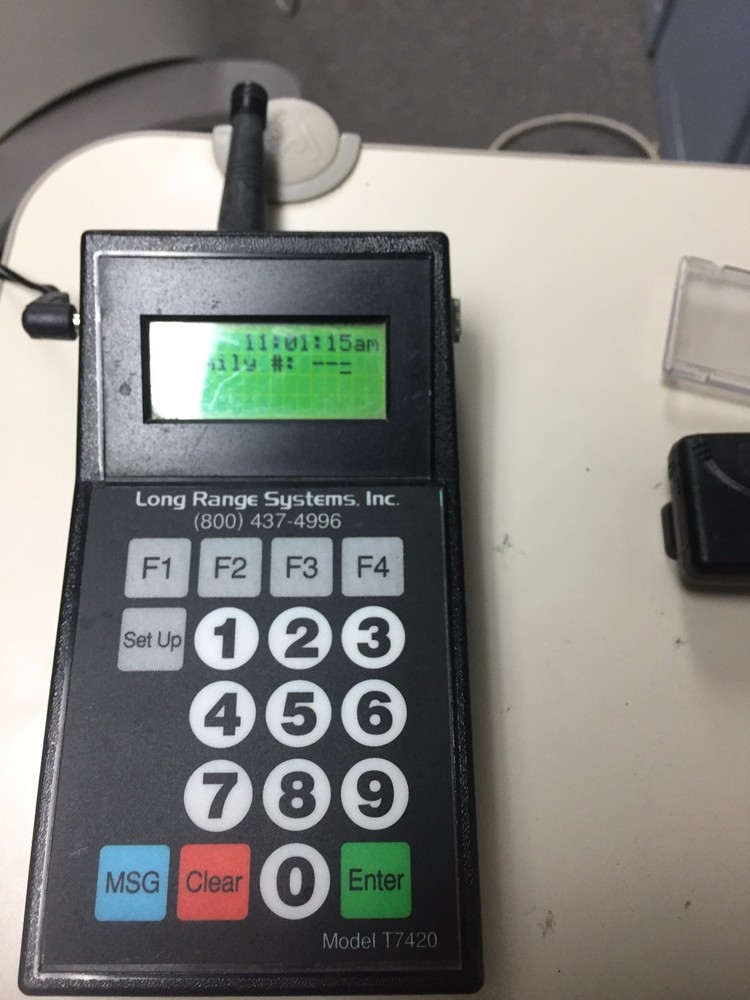 11:01:15am
#: ---
Long Range Systems, Inc.
(800) 437-4996
F1 F2 F3 F4
Set Up 1 2 3
4 5 6
7 8 9
MSG Clear 0 Enter
Model T7420